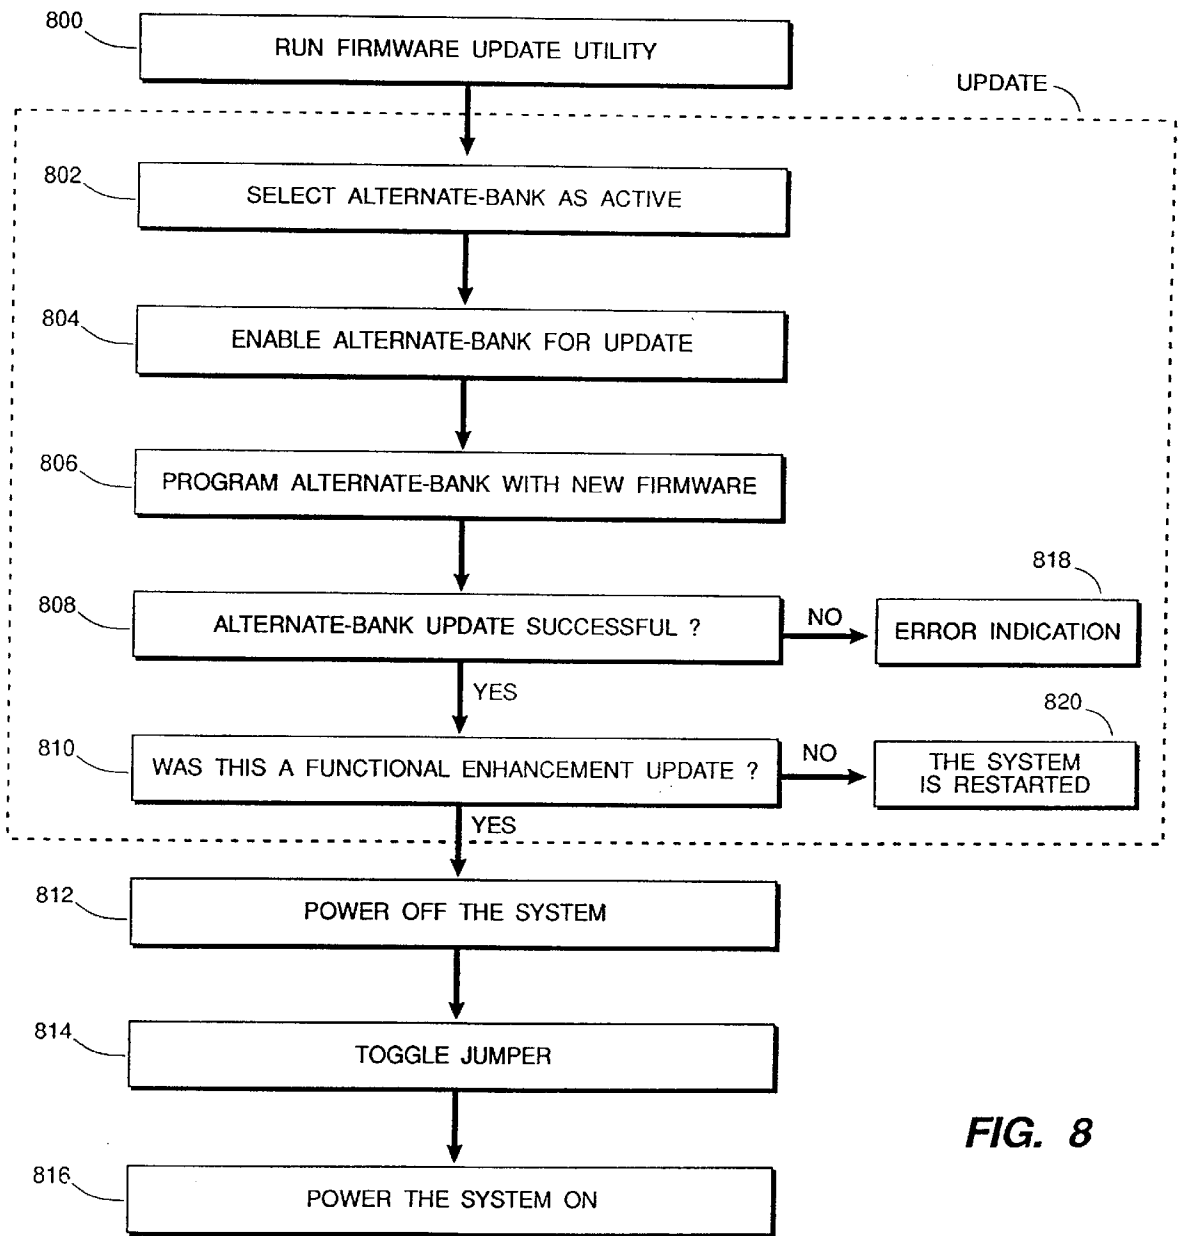 800
RUN FIRMWARE UPDATE UTILITY
UPDATE
802
SELECT ALTERNATE-BANK AS ACTIVE
804
ENABLE ALTERNATE-BANK FOR UPDATE
806
PROGRAM ALTERNATE-BANK WITH NEW FIRMWARE
808
ALTERNATE-BANK UPDATE SUCCESSFUL ?
NO
818
ERROR INDICATION
YES
810
WAS THIS A FUNCTIONAL ENHANCEMENT UPDATE ?
NO
820
THE SYSTEM
IS RESTARTED
YES
812
POWER OFF THE SYSTEM
814
TOGGLE JUMPER
816
POWER THE SYSTEM ON
FIG. 8